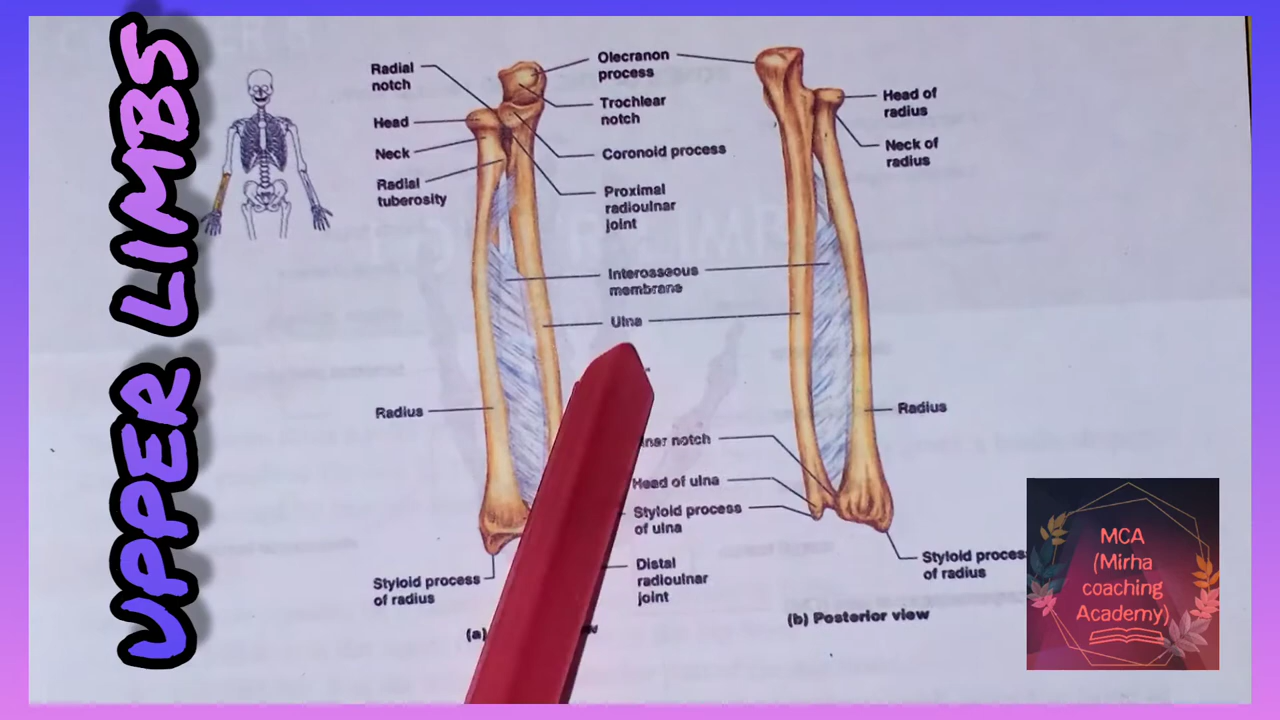 UPPER LIMBS
Radial
notch
Head
Neck
Radial
tuberosity
Radius
Styloid process
of radius
Olecranon
process
Trochlear
notch
Coronoid process
Proximal
radioulnar
joint
Interosseous
membrane
Ulna
notch
Head of ulna
Styloid process
of ulna
Distal
radioulnar
joint
(a)
Head of
radius
Neck of
radius
Radius
Styloid process
of radius
(b) Posterior view
MCA
(Mirha
coaching
Academy)